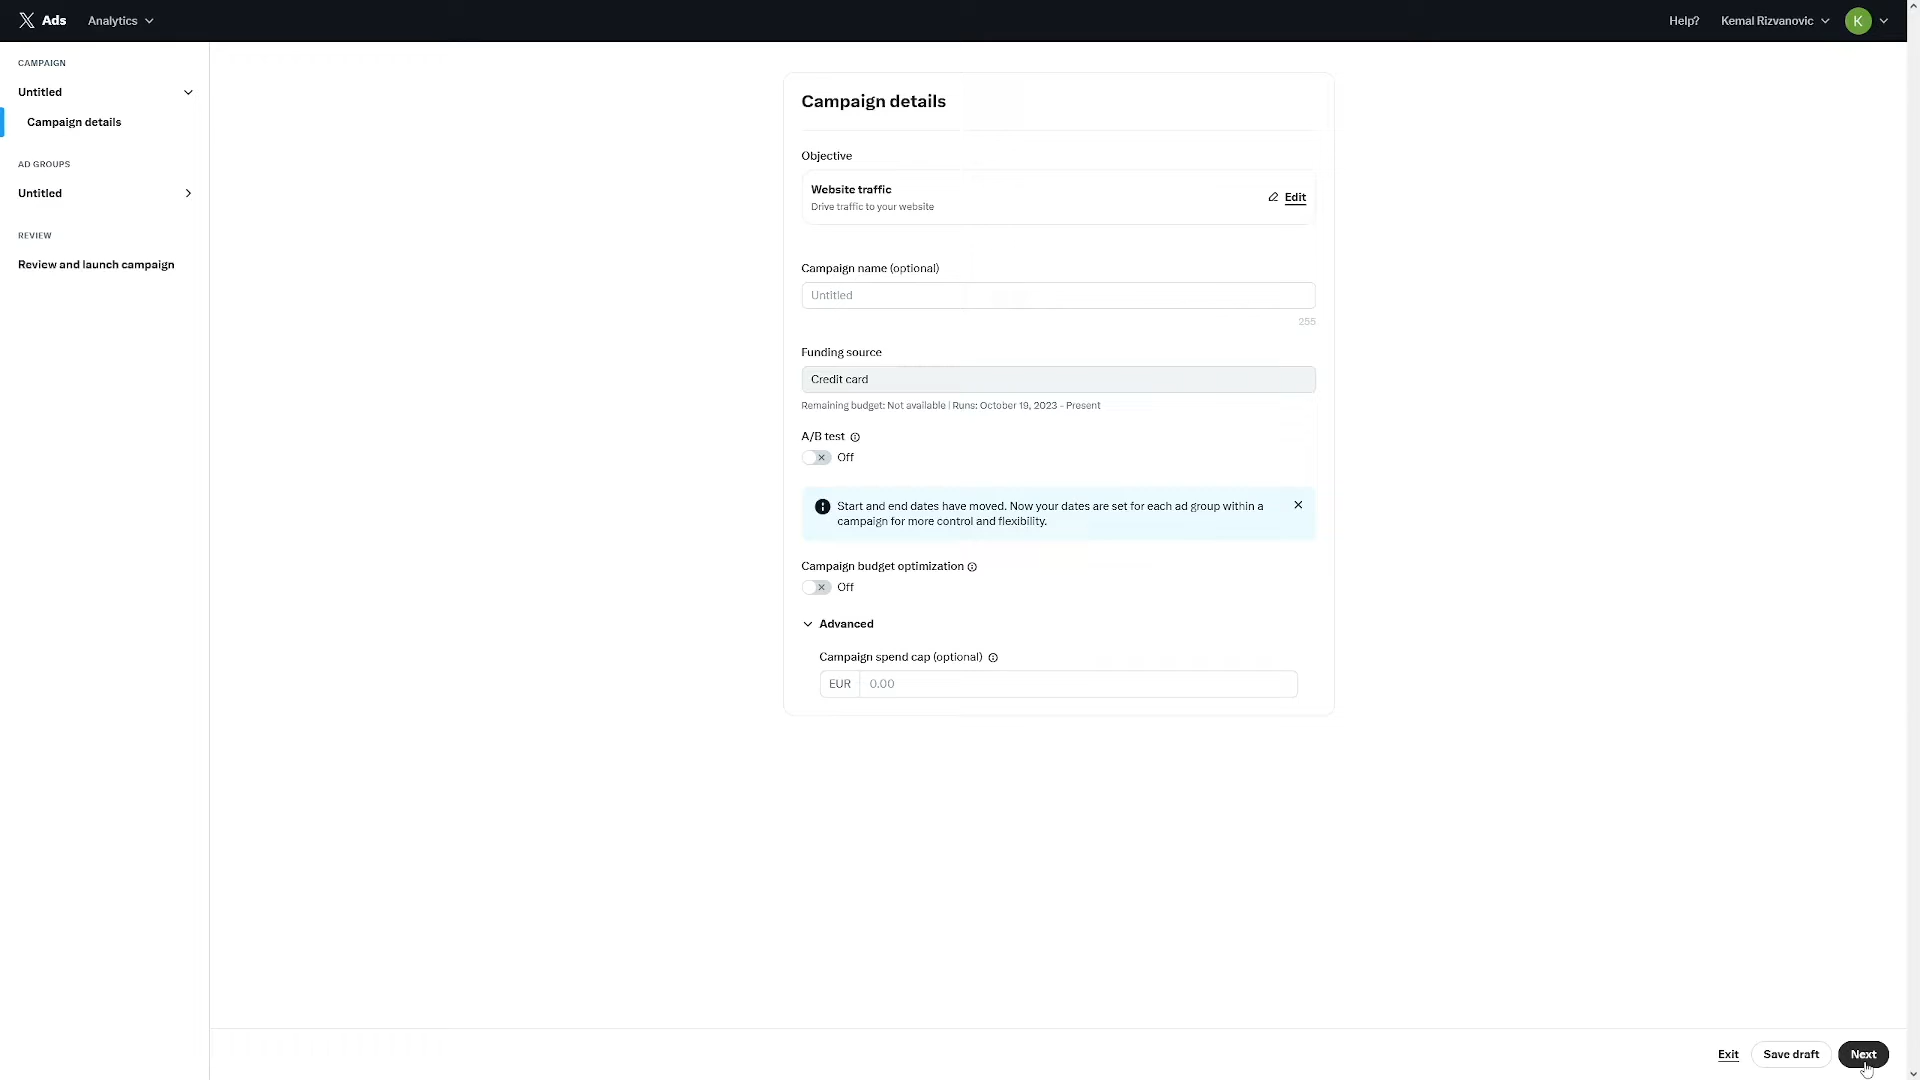 X Ads Analytics Help? Kemal Rizvanovic K
CAMPAIGN
Untitled
Campaign details
AD GROUPS
Untitled
REVIEW
Review and launch campaign
Campaign details
Objective
Website traffic
Drive traffic to your website
Edit
Campaign name (optional)
Untitled
255
Funding source
Credit card
Remaining budget: Not available | Runs: October 19, 2023 - Present
A/B test
Off
Start and end dates have moved. Now your dates are set for each ad group within a
campaign for more control and flexibility.
Campaign budget optimization
Off
Advanced
Campaign spend cap (optional)
EUR 0.00
Exit Save draft Next